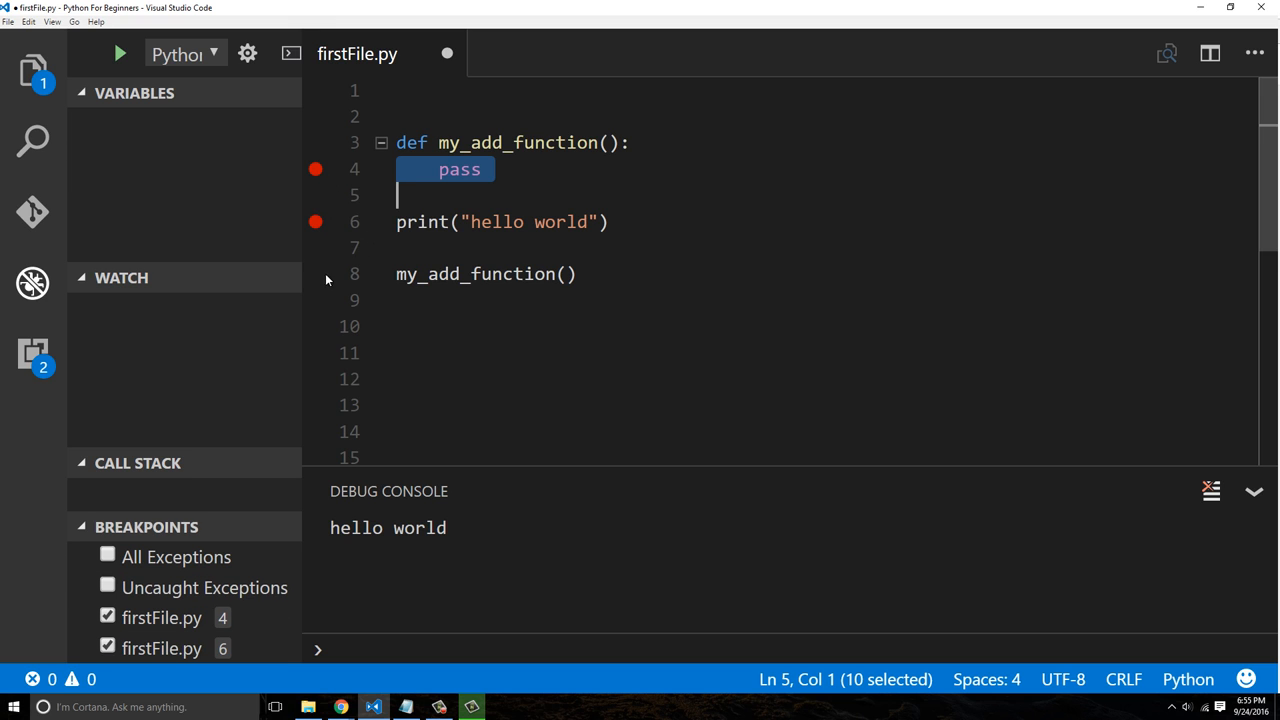 firstFile.py - Python For Beginners - Visual Studio Code
File Edit View Go Help
Python
firstFile.py
VARIABLES
WATCH
CALL STACK
BREAKPOINTS
All Exceptions
Uncaught Exceptions
firstFile.py 4
firstFile.py 6
1
2
1
2
3 def my_add_function():
4 pass
5
6 print("hello world")
7
8 my_add_function()
9
10
11
12
13
14
15
DEBUG CONSOLE
hello world
0 0
Ln 5, Col 1 (10 selected) Spaces: 4 UTF-8 CRLF Python
I'm Cortana. Ask me anything.
6:55 PM
9/24/2016